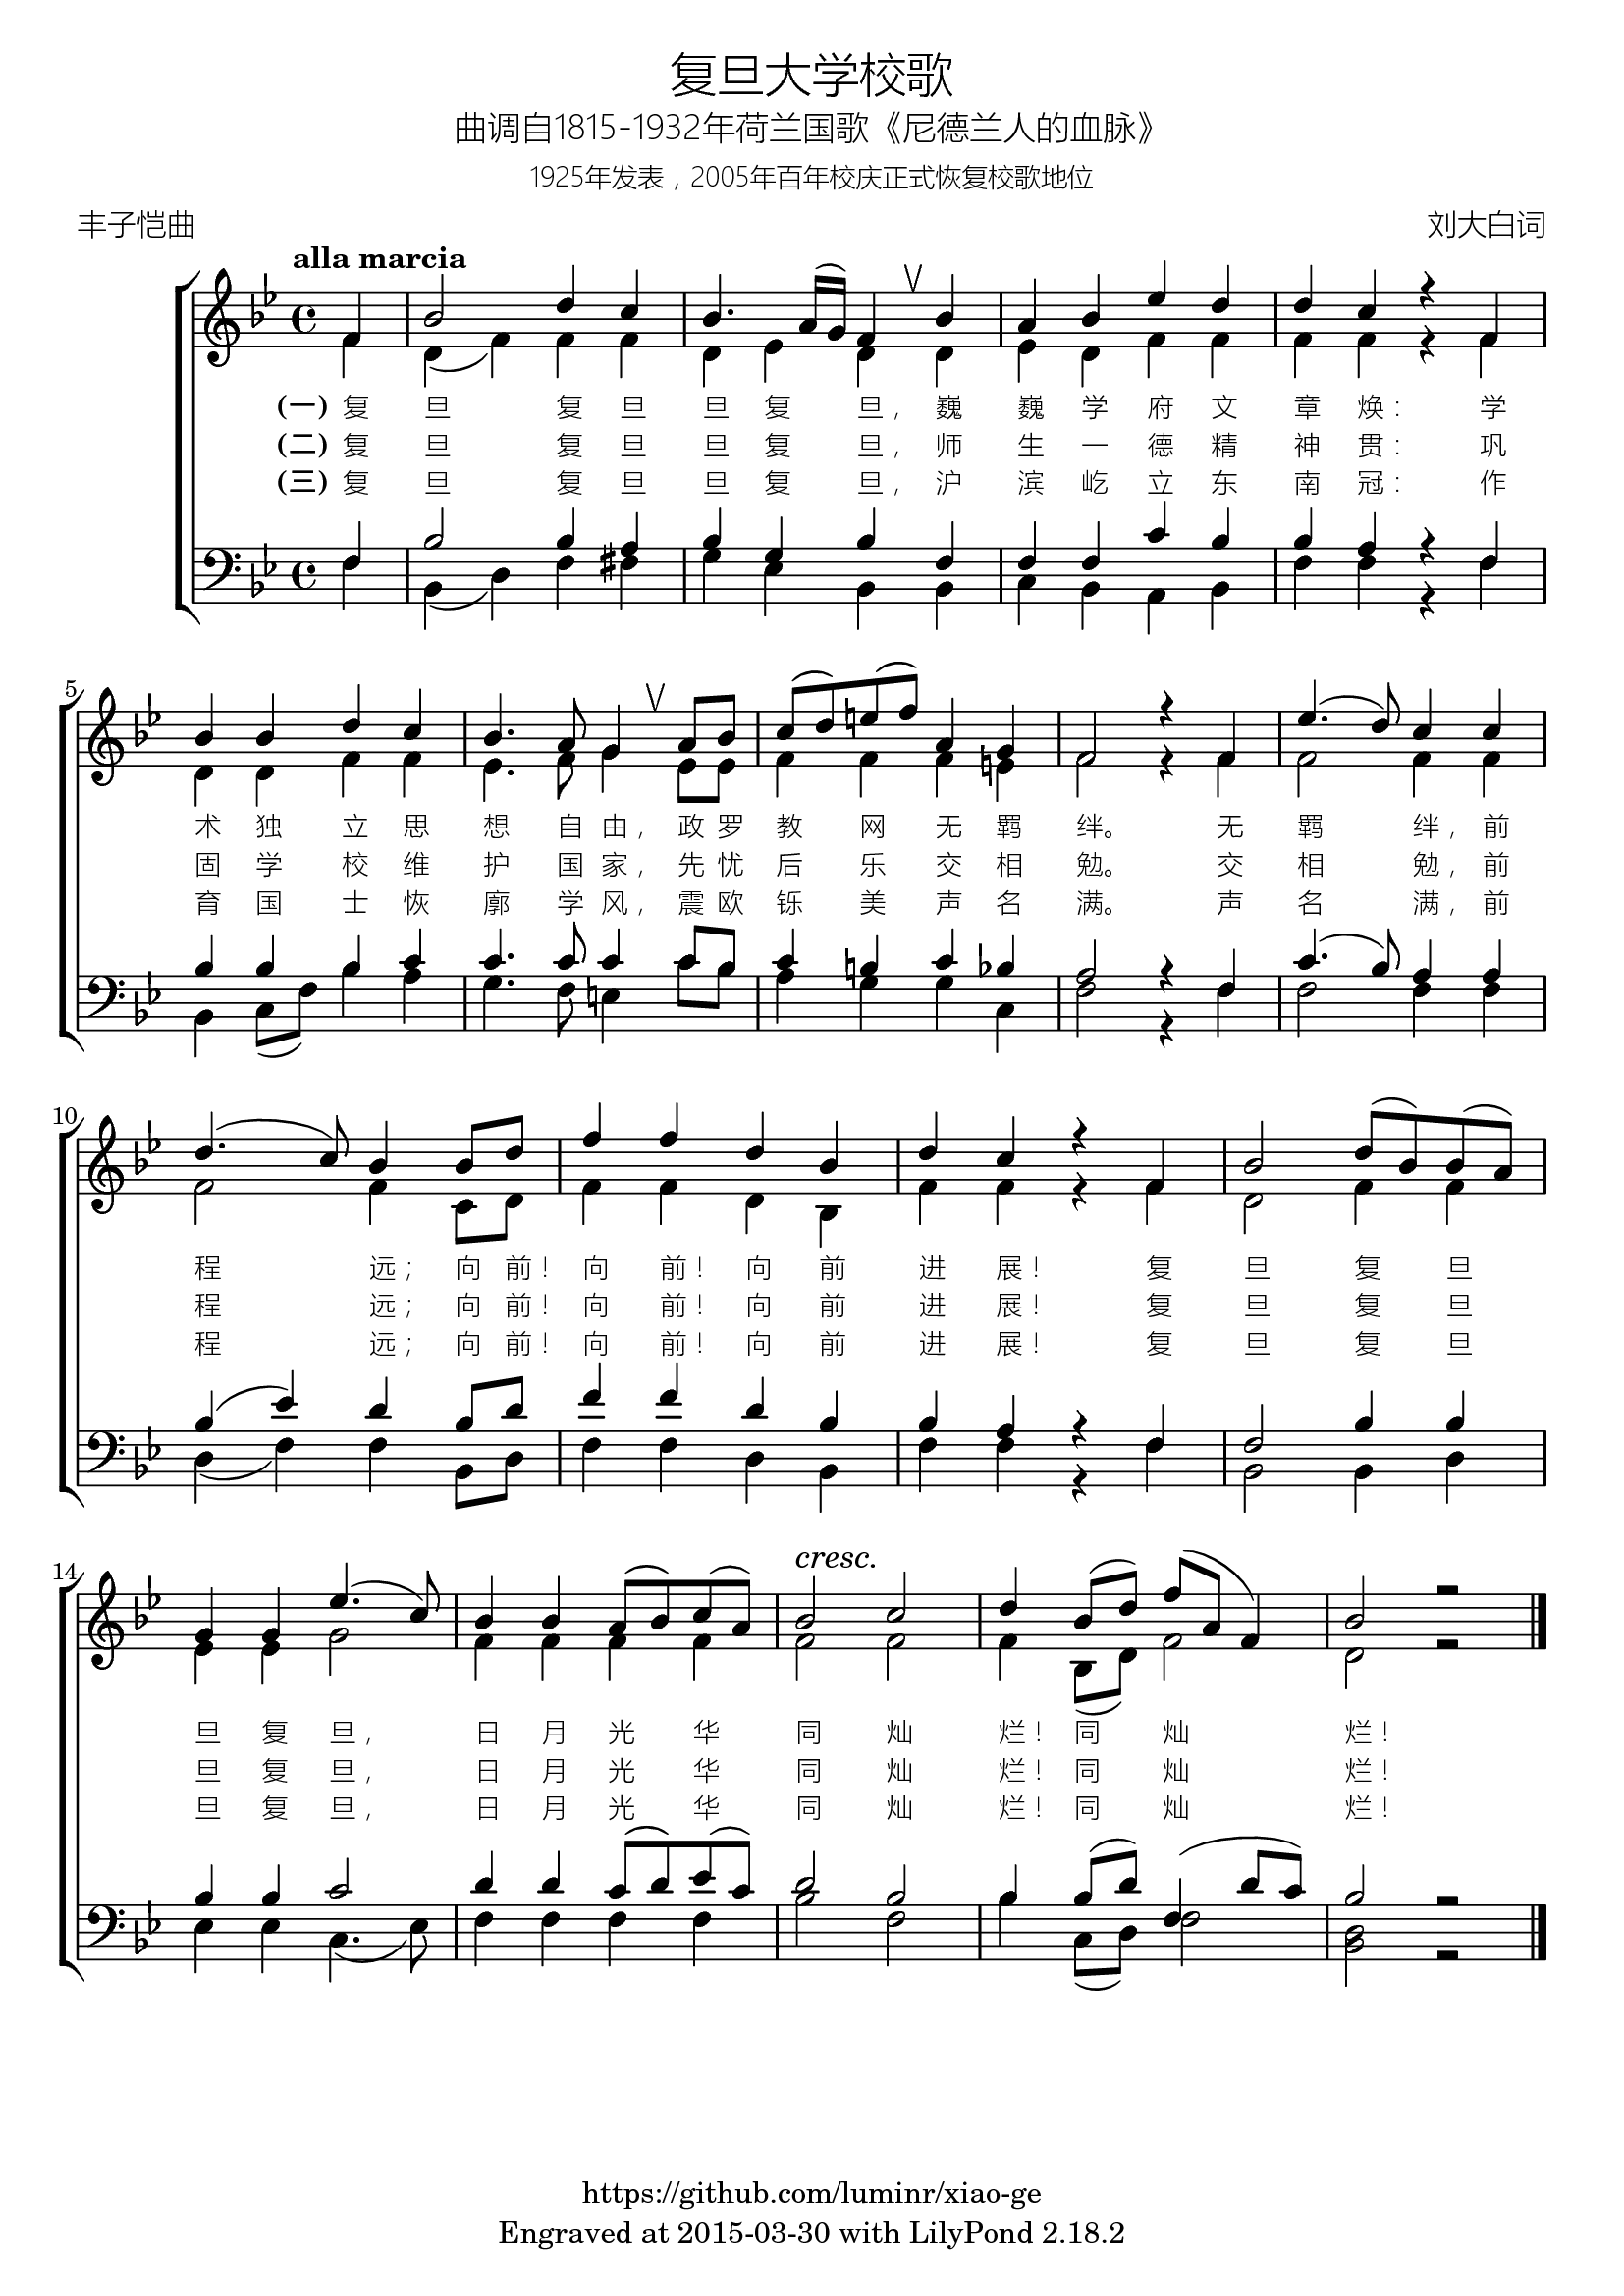 复旦大学校歌
曲调自1815-1932年荷兰国歌《尼德兰人的血脉》
1925年发表，2005年百年校庆正式恢复校歌地位
丰子恺曲 刘大白词
alla marcia
(一) 复 旦 复 旦 旦 复 旦， 巍 巍 学 府 文 章 焕： 学
(二) 复 旦 复 旦 旦 复 旦， 师 生 一 德 精 神 贯： 巩
(三) 复 旦 复 旦 旦 复 旦， 沪 滨 屹 立 东 南 冠： 作
5
术 独 立 思 想 自 由， 政 罗 教 网 无 羁 绊。 无 羁 绊， 前
固 学 校 维 护 国 家， 先 忧 后 乐 交 相 勉。 交 相 勉， 前
育 国 士 恢 廓 学 风， 震 欧 铄 美 声 名 满。 声 名 满， 前
10
程 远； 向 前！ 向 前！ 向 前 进 展！ 复 旦 复 旦
程 远； 向 前！ 向 前！ 向 前 进 展！ 复 旦 复 旦
程 远； 向 前！ 向 前！ 向 前 进 展！ 复 旦 复 旦
14
cresc.
旦 复 旦， 日 月 光 华 同 灿 烂！ 同 灿 烂！
旦 复 旦， 日 月 光 华 同 灿 烂！ 同 灿 烂！
旦 复 旦， 日 月 光 华 同 灿 烂！ 同 灿 烂！
https://github.com/luminr/xiao-ge
Engraved at 2015-03-30 with LilyPond 2.18.2